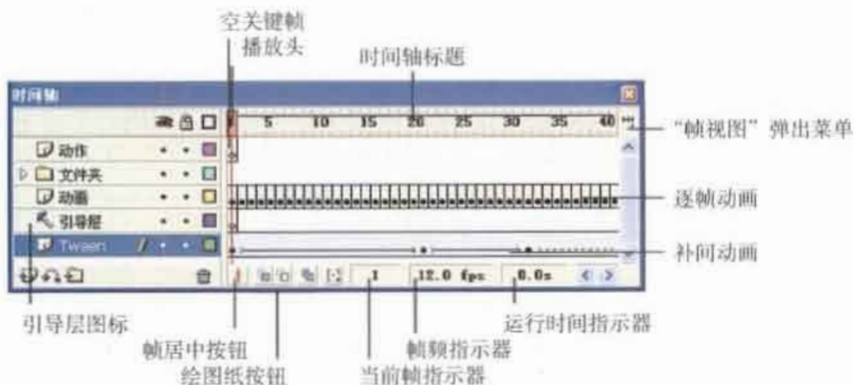 空关键帧
播放头
时间轴标题
时间轴
5 10 15 20 25 30 35 40
“帧视图”弹出菜单
动作
文件夹
动画
逐帧动画
引导层
Tween
补间动画
1 12.0 fps 0.0s
引导层图标
运行时间指示器
帧居中按钮
帧频指示器
绘图纸按钮
当前帧指示器